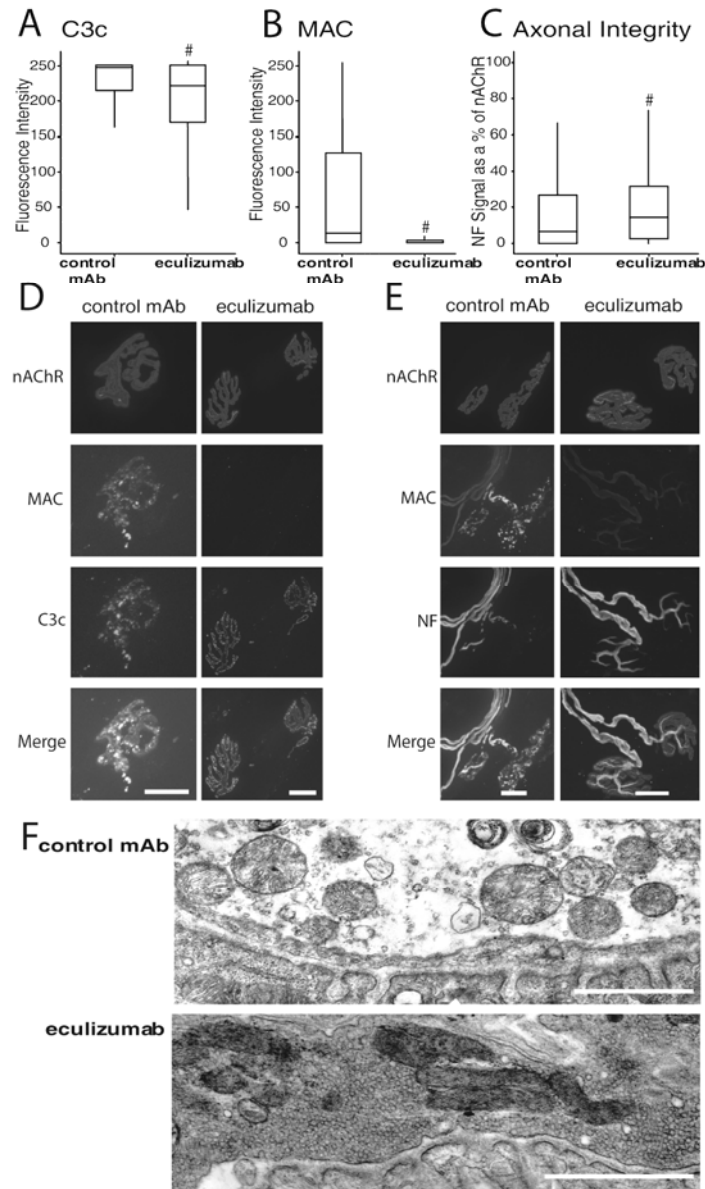 A C3c
Fluorescence Intensity
250
200
150
100
50
0
control mAb
#
eculizumab
B MAC
Fluorescence Intensity
250
200
150
100
50
0
control mAb
#
eculizumab
C Axonal Integrity
NF Signal as a % of nAChR
100
80
60
40
20
0
control mAb
#
eculizumab
D
control mAb eculizumab
nAChR
MAC
C3c
Merge
E
control mAb eculizumab
nAChR
MAC
NF
Merge
F
control mAb
eculizumab